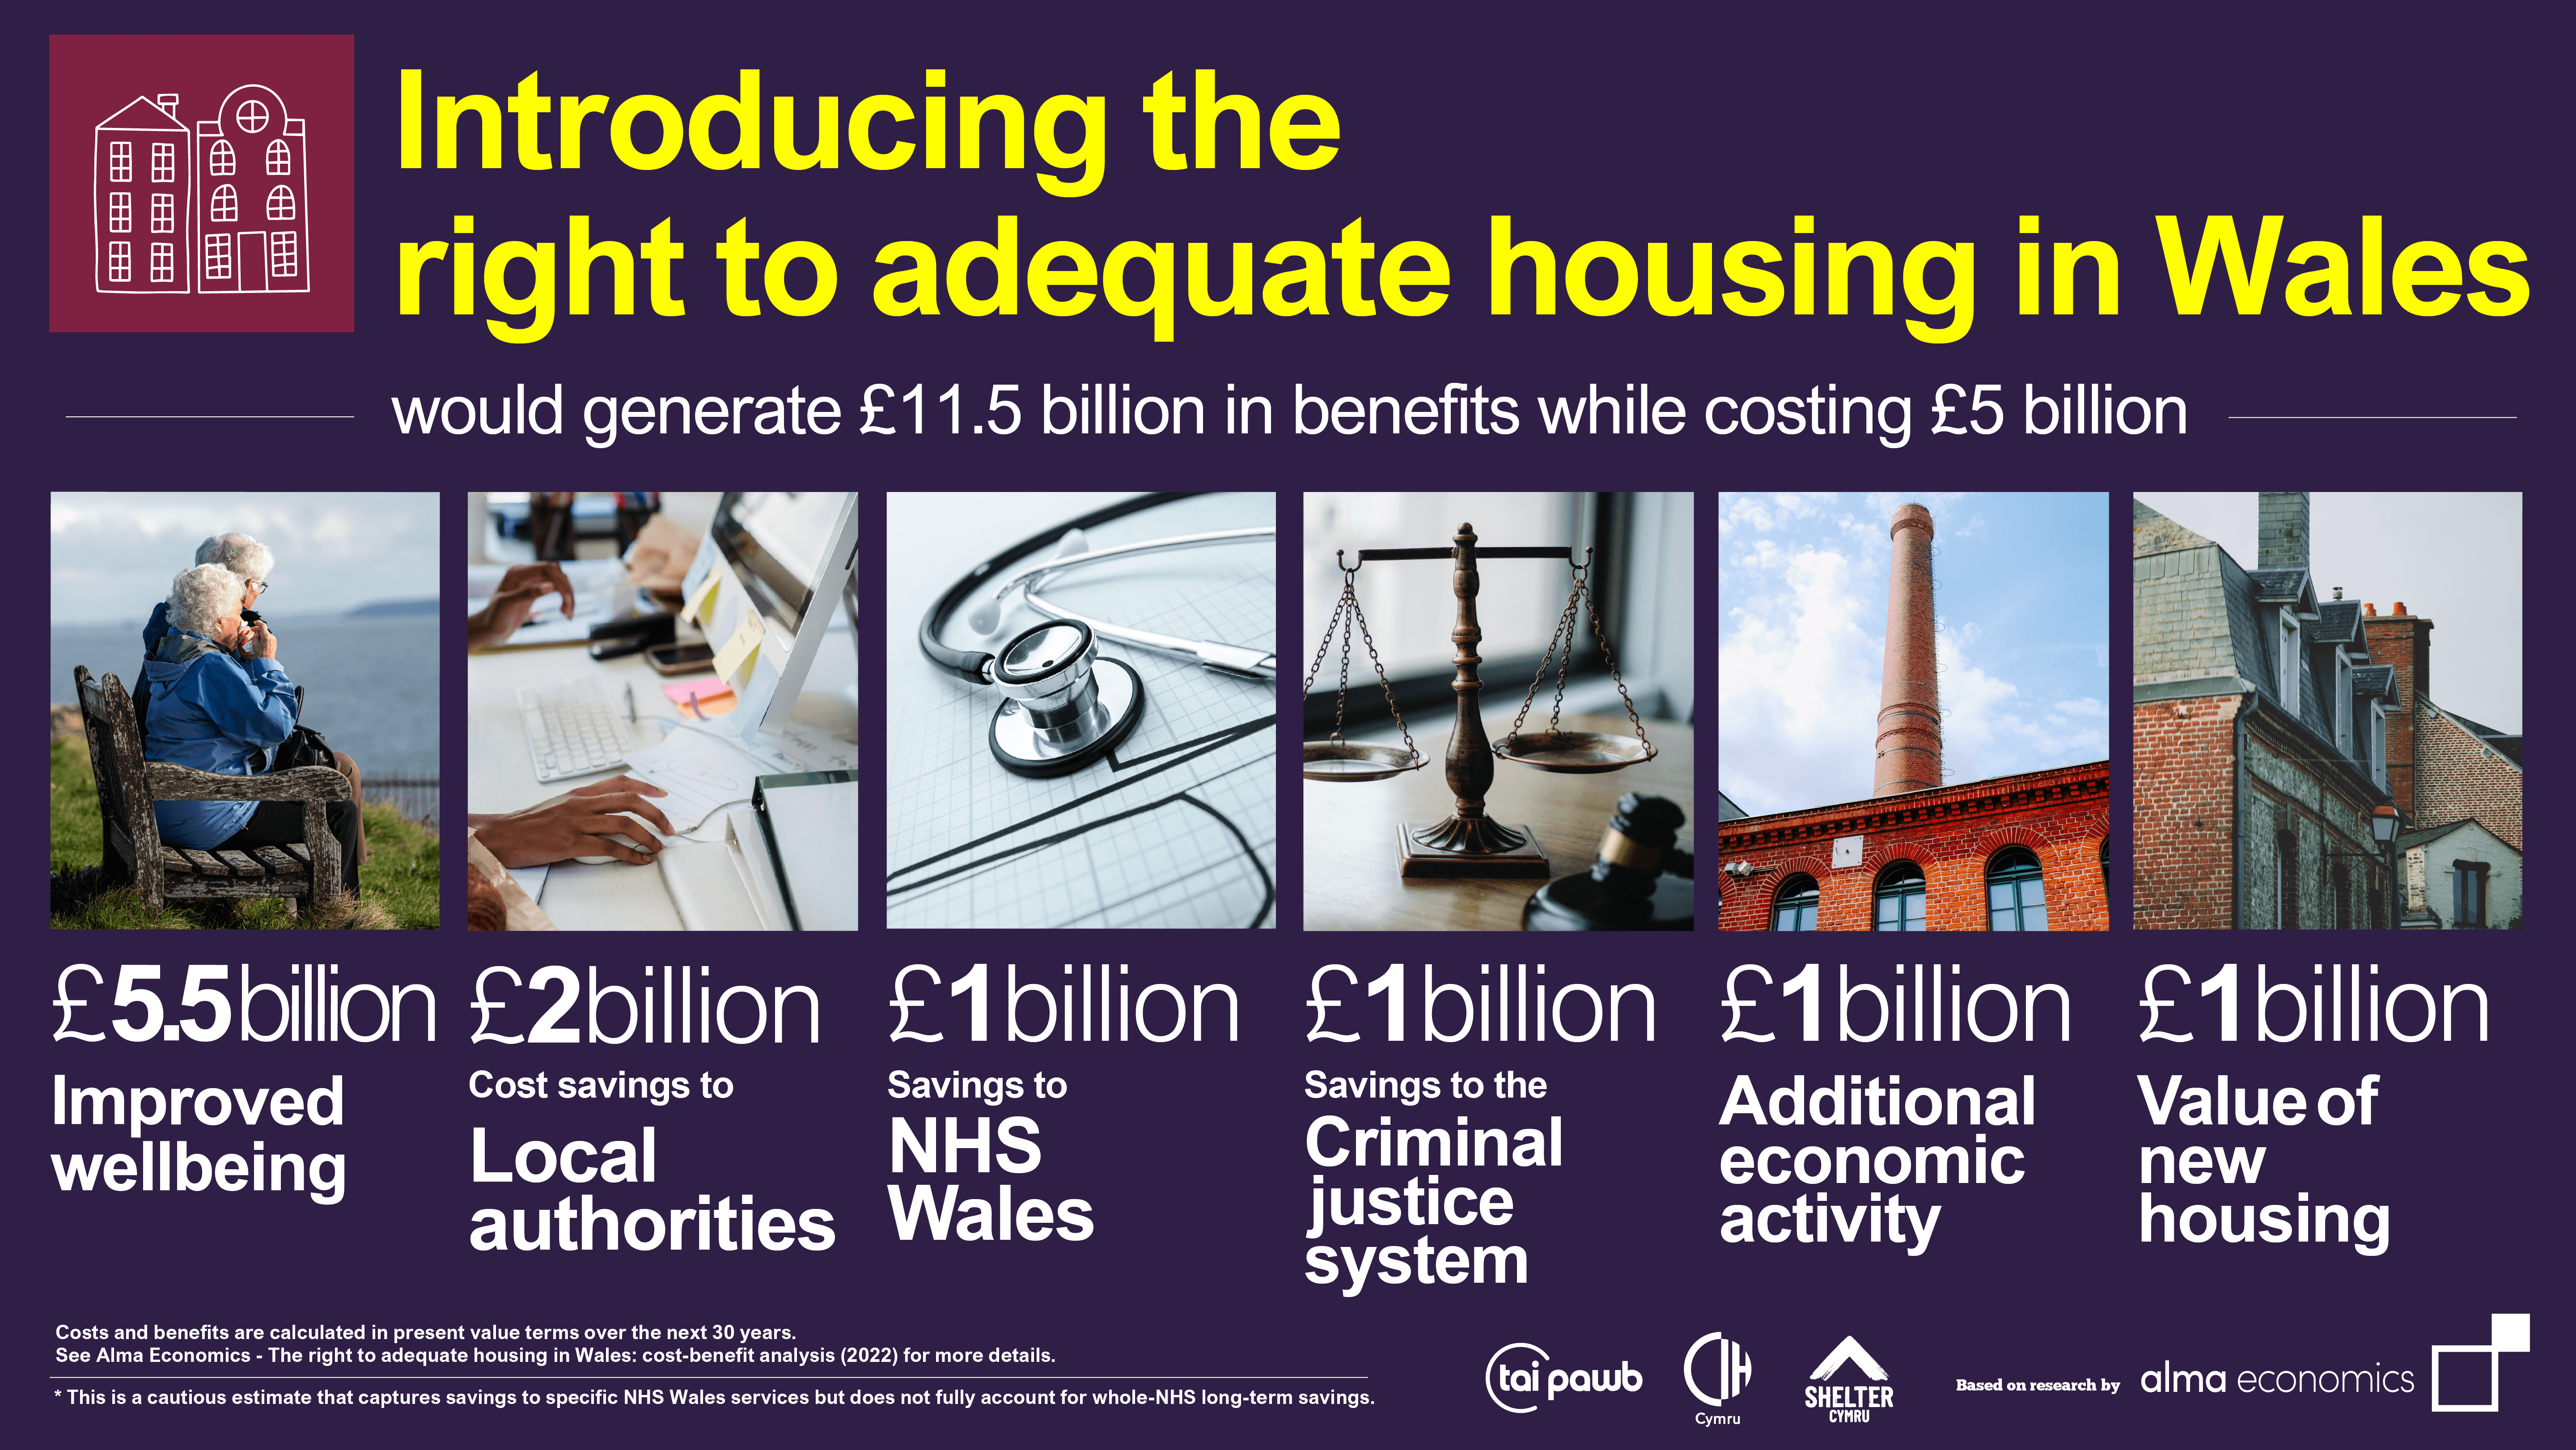 Introducing the
right to adequate housing in Wales
would generate £11.5 billion in benefits while costing £5 billion
£5.5billion
Improved
wellbeing
£2billion
Cost savings to
Local
authorities
£1billion
Savings to
NHS
Wales
£1billion
Savings to the
Criminal
justice
system
£1billion
Additional
economic
activity
£1billion
Value of
new
housing
Costs and benefits are calculated in present value terms over the next 30 years.
See Alma Economics - The right to adequate housing in Wales: cost-benefit analysis (2022) for more details.
* This is a cautious estimate that captures savings to specific NHS Wales services but does not fully account for whole-NHS long-term savings.
tai pawb
CIH
Cymru
SHELTER
CYMRU
Based on research by
alma economics